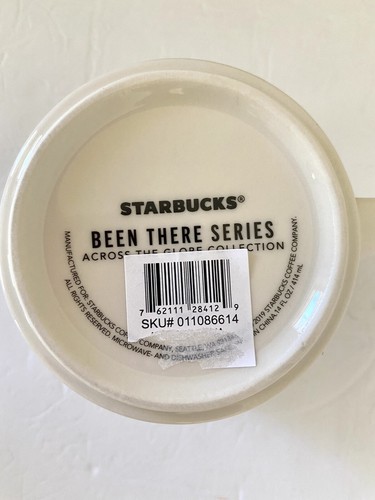 STARBUCKS®
BEEN THERE SERIES
ACROSS THE GLOBE COLLECTION
7 62111 28412 9
SKU# 011086614
MANUFACTURED FOR: STARBUCKS COFFEE COMPANY, SEATTLE, WA
2019 STARBUCKS COFFEE COMPANY.
ALL RIGHTS RESERVED. MICROWAVE- AND DISHWASHER-SAFE.
IN CHINA 14 FL OZ / 414 mL